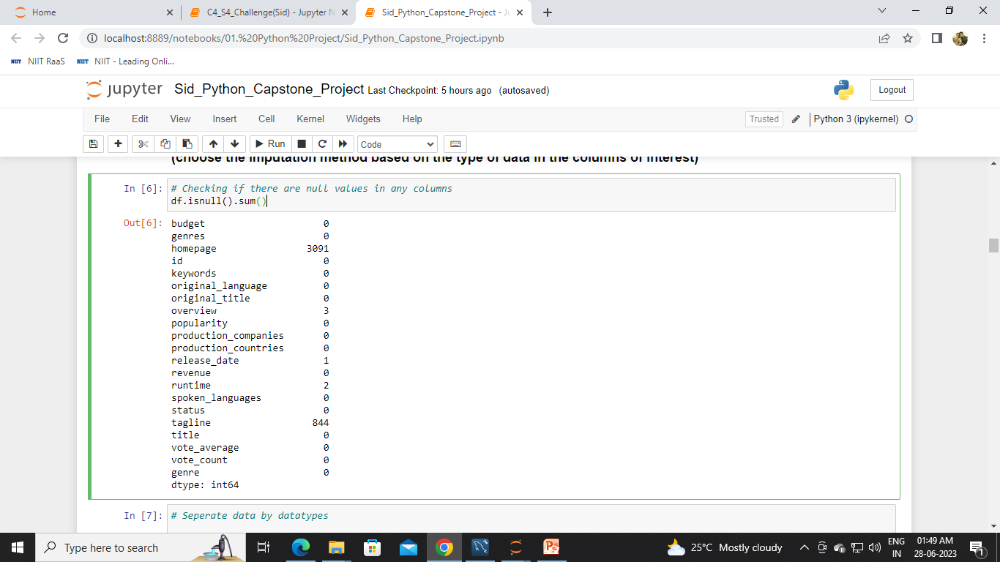 Home
C4_S4_Challenge(Sid) - Jupyter N
Sid_Python_Capstone_Project - Ju
localhost:8889/notebooks/01.%20Python%20Project/Sid_Python_Capstone_Project.ipynb
NIIT NIIT RaaS NIIT NIIT - Leading Onli...
jupyter Sid_Python_Capstone_Project Last Checkpoint: 5 hours ago (autosaved)
Logout
File Edit View Insert Cell Kernel Widgets Help
Trusted Python 3 (ipykernel)
Run Code
(choose the imputation method based on the type of data in the columns of interest)
In [6]: # Checking if there are null values in any columns
df.isnull().sum()
Out[6]: budget 0
genres 0
homepage 3091
id 0
keywords 0
original_language 0
original_title 0
overview 3
popularity 0
production_companies 0
production_countries 0
release_date 1
revenue 0
runtime 2
spoken_languages 0
status 0
tagline 844
title 0
vote_average 0
vote_count 0
genre 0
dtype: int64
In [7]: # Seperate data by datatypes
Type here to search
25°C Mostly cloudy
ENG
IN
01:49 AM
28-06-2023
1